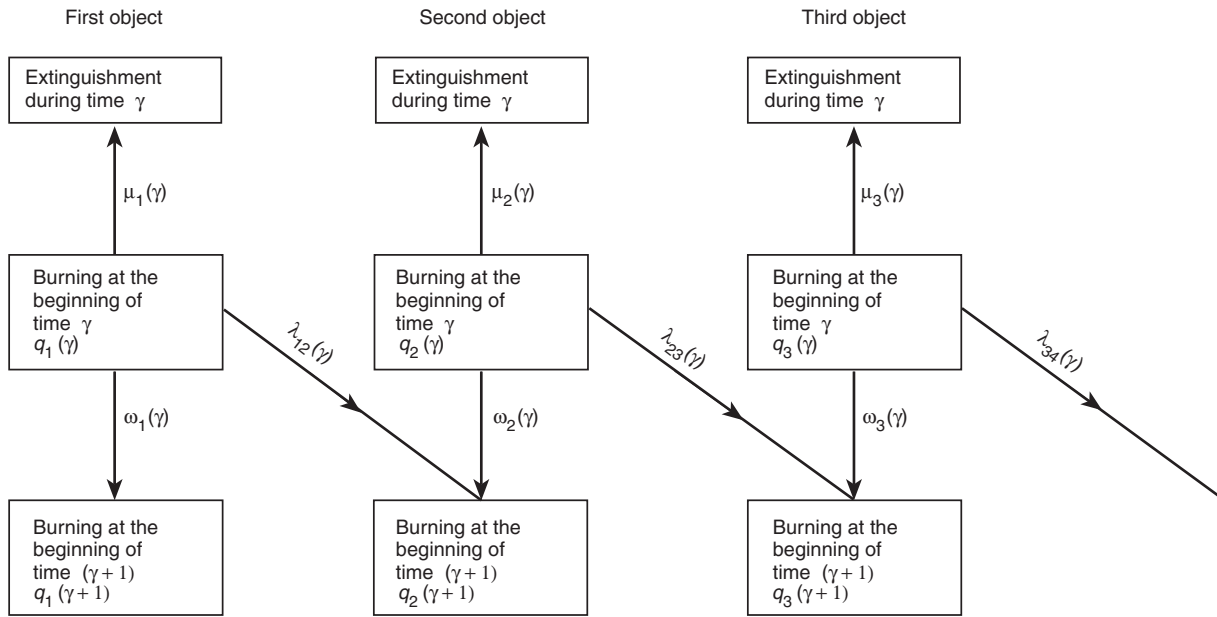 First object
Second object
Third object
Extinguishment
during time γ
Extinguishment
during time γ
Extinguishment
during time γ
μ1(γ)
μ2(γ)
μ3(γ)
Burning at the
beginning of
time γ
q1(γ)
Burning at the
beginning of
time γ
q2(γ)
Burning at the
beginning of
time γ
q3(γ)
λ12(γ)
λ23(γ)
λ34(γ)
ω1(γ)
ω2(γ)
ω3(γ)
Burning at the
beginning of
time (γ + 1)
q1(γ + 1)
Burning at the
beginning of
time (γ + 1)
q2(γ + 1)
Burning at the
beginning of
time (γ + 1)
q3(γ + 1)